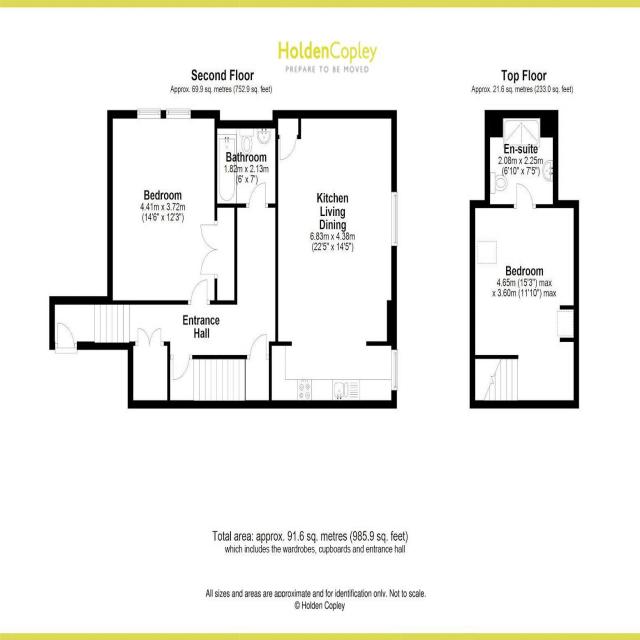 HoldenCopley
PREPARE TO BE MOVED
Second Floor
Approx. 69.9 sq. metres (752.9 sq. feet)
Top Floor
Approx. 21.6 sq. metres (233.0 sq. feet)
Bathroom
1.82m x 2.13m
(6' x 7')
Bedroom
4.41m x 3.72m
(14'6" x 12'3")
Kitchen
Living
Dining
6.83m x 4.38m
(22'5" x 14'5")
Entrance
Hall
En-suite
2.08m x 2.25m
(6'10" x 7'5")
Bedroom
4.65m (15'3") max
x 3.60m (11'10") max
Total area: approx. 91.6 sq. metres (985.9 sq. feet)
which includes the wardrobes, cupboards and entrance hall
All sizes and areas are approximate and for identification only. Not to scale.
© Holden Copley